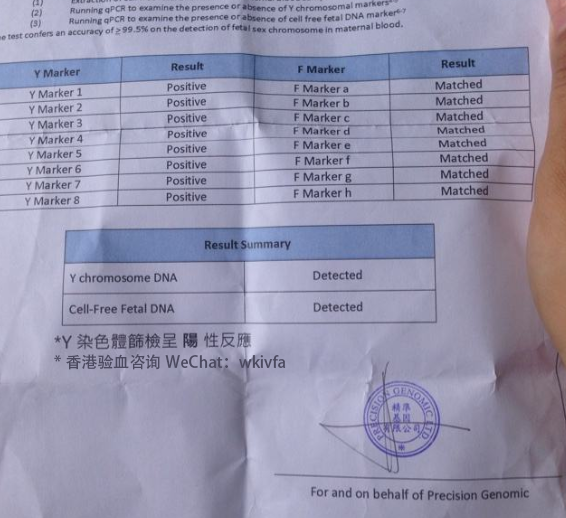 (1)
(2) Running qPCR to examine the presence or absence of Y chromosomal markers
(3) Running qPCR to examine the presence or absence of cell free fetal DNA marker
e test confers an accuracy of ≥ 99.5% on the detection of fetal sex chromosome in maternal blood.
Y Marker Result F Marker Result
Y Marker 1 Positive F Marker a Matched
Y Marker 2 Positive F Marker b Matched
Y Marker 3 Positive F Marker c Matched
Y Marker 4 Positive F Marker d Matched
Y Marker 5 Positive F Marker e Matched
Y Marker 6 Positive F Marker f Matched
Y Marker 7 Positive F Marker g Matched
Y Marker 8 Positive F Marker h Matched
Result Summary
Y chromosome DNA Detected
Cell-Free Fetal DNA Detected
*Y 染色體篩檢呈 陽 性反應
* 香港验血咨询 WeChat：wkivfa
PRECISION GENOMIC LTD
精準
基因
有限公司
For and on behalf of Precision Genomic